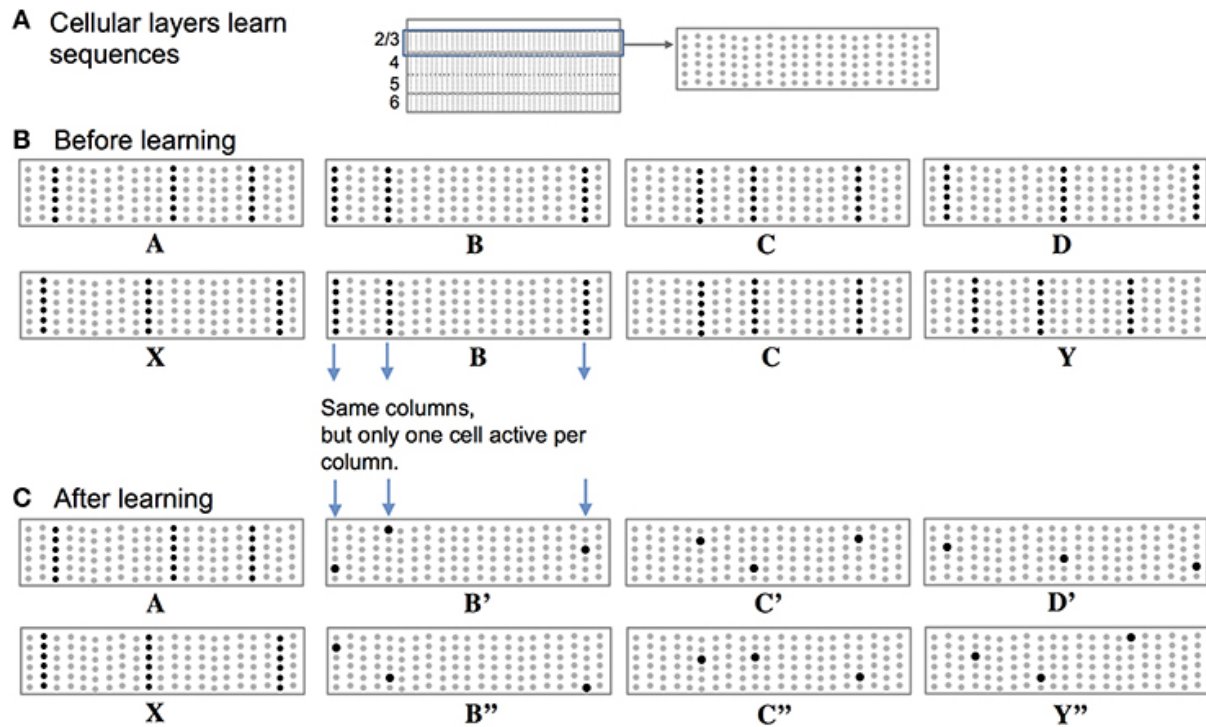 A Cellular layers learn
sequences
2/3
4
5
6
B Before learning
A B C D
X B C Y
Same columns,
but only one cell active per
column.
C After learning
A B’ C’ D’
X B’’ C’’ Y’’